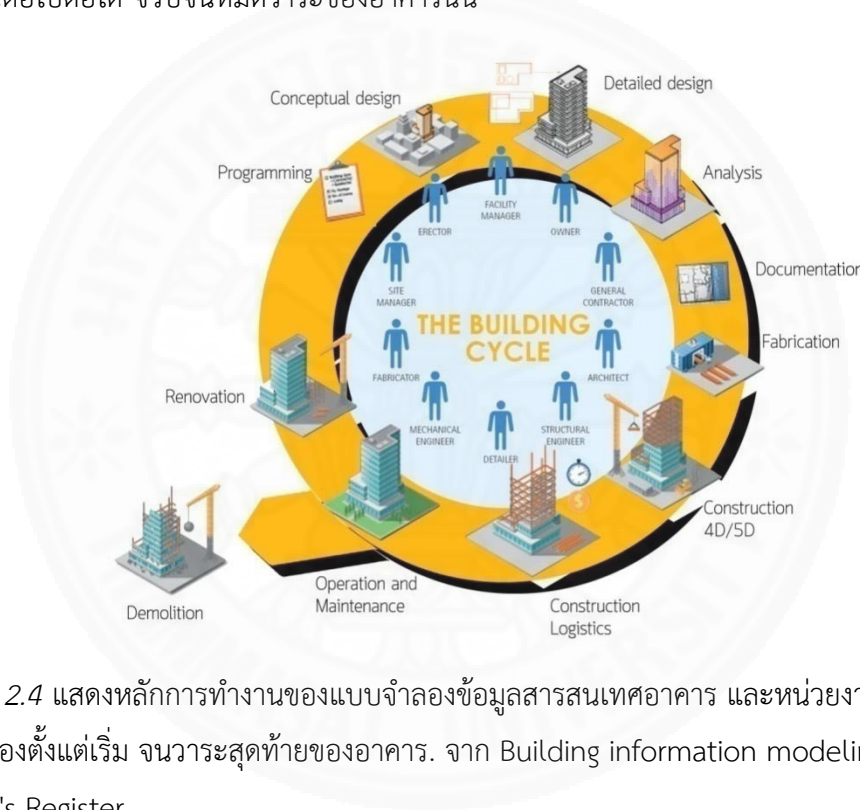 Conceptual design
Detailed design
Programming
Analysis
FACILITY
MANAGER
ERECTOR
OWNER
Documentation
SITE
MANAGER
GENERAL
CONTRACTOR
THE BUILDING
CYCLE
Fabrication
FABRICATOR
ARCHITECT
Renovation
MECHANICAL
ENGINEER
STRUCTURAL
ENGINEER
DETAILER
Construction
4D/5D
Operation and
Maintenance
Demolition
Construction
Logistics
2.4 แสดงหลักการทำงานของแบบจำลองข้อมูลสารสนเทศอาคาร และหน่วยงา
องตั้งแต่เริ่ม จนวาระสุดท้ายของอาคาร. จาก Building information modelin
's Register